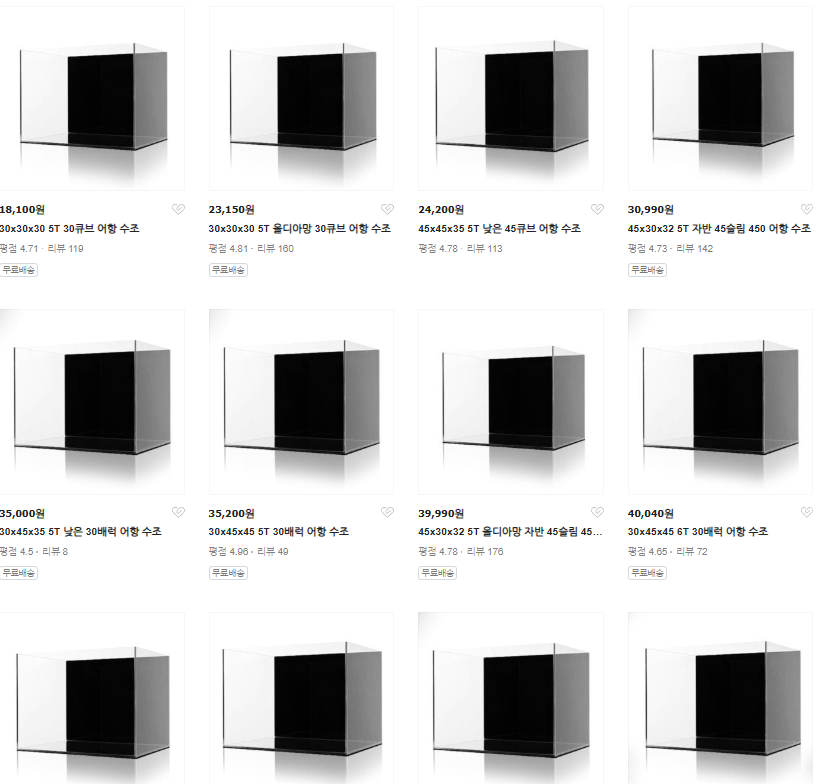 18,100원
30x30x30 5T 30큐브 어항 수조
평점 4.71 · 리뷰 119
무료배송
23,150원
30x30x30 5T 올디아망 30큐브 어항 수조
평점 4.81 · 리뷰 160
무료배송
24,200원
45x45x35 5T 낮은 45큐브 어항 수조
평점 4.78 · 리뷰 113
30,990원
45x30x32 5T 자반 45슬림 450 어항 수조
평점 4.73 · 리뷰 142
무료배송
35,000원
30x45x35 5T 낮은 30배럭 어항 수조
평점 4.5 · 리뷰 8
무료배송
35,200원
30x45x45 5T 30배럭 어항 수조
평점 4.96 · 리뷰 49
무료배송
39,990원
45x30x32 5T 올디아망 자반 45슬림 45...
평점 4.78 · 리뷰 176
무료배송
40,040원
30x45x45 6T 30배럭 어항 수조
평점 4.65 · 리뷰 72
무료배송